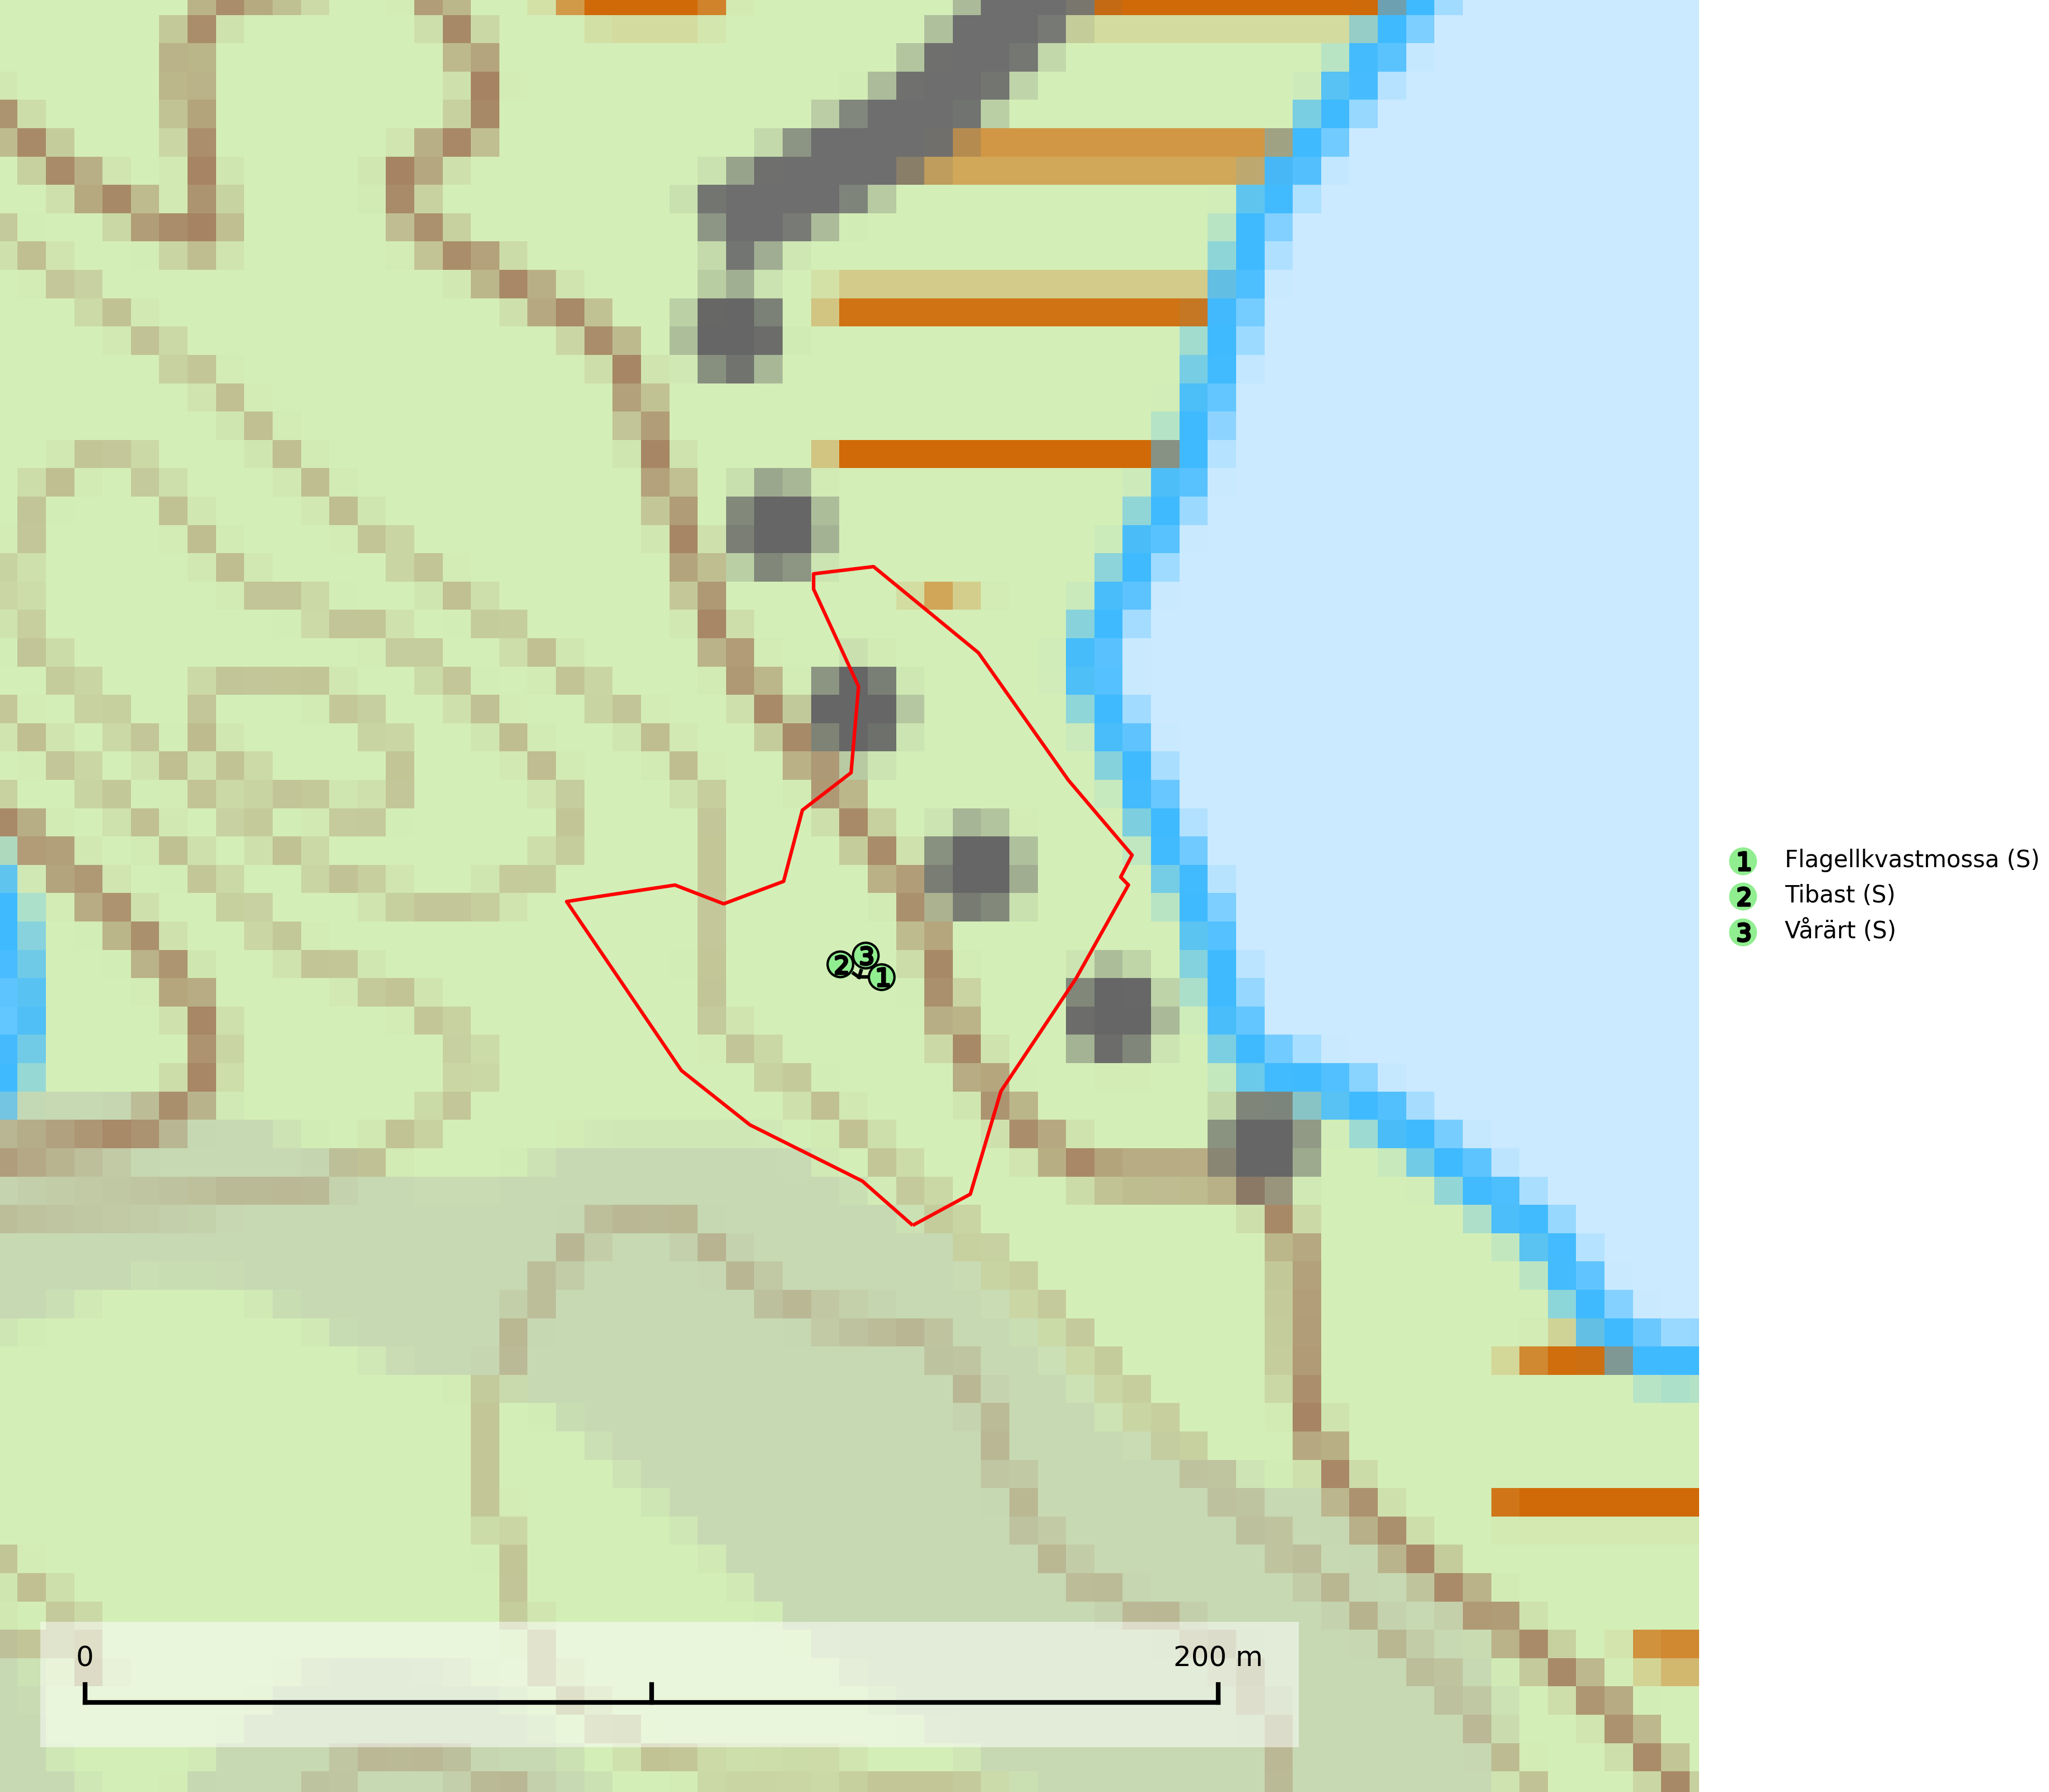 3
2
1
1 Flagellkvastmossa (S)
2 Tibast (S)
3 Vårärt (S)
0 200 m